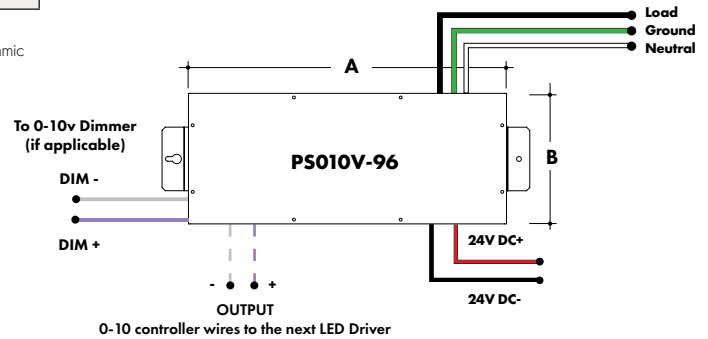 Load
Ground
Neutral
A
To 0-10v Dimmer
(if applicable)
PS010V-96
B
DIM -
DIM +
24V DC+
24V DC-
- +
OUTPUT
0-10 controller wires to the next LED Driver